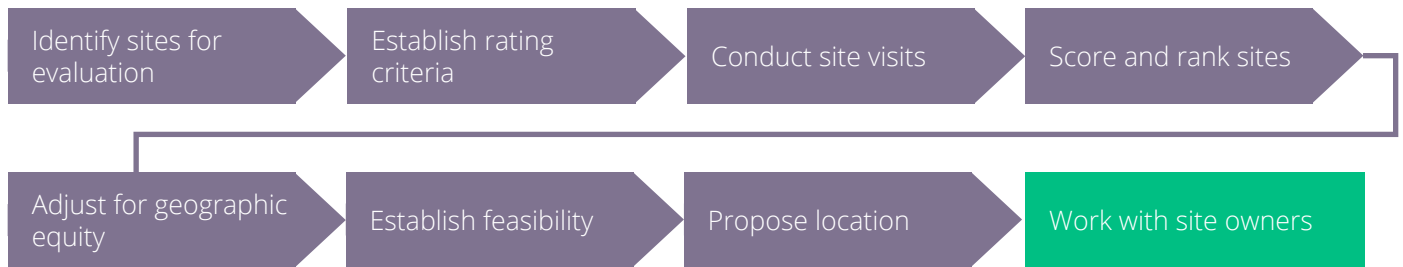 Identify sites for
evaluation
Establish rating
criteria
Conduct site visits
Score and rank sites
Adjust for geographic
equity
Establish feasibility
Propose location
Work with site owners